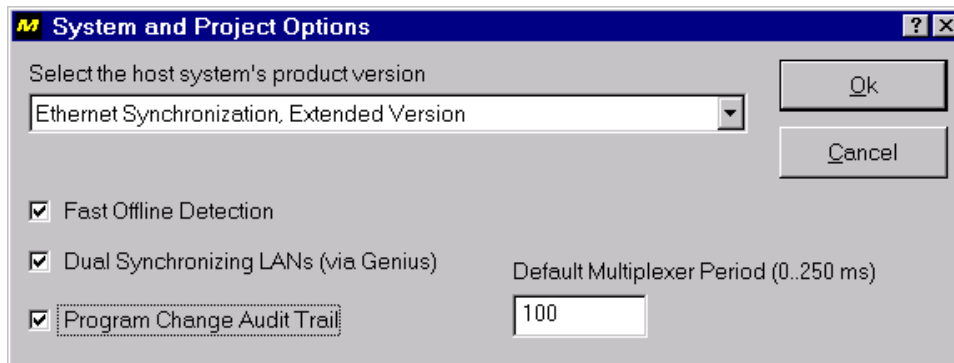 M System and Project Options ?
Select the host system's product version
Ethernet Synchronization, Extended Version
Ok
Cancel
Fast Offline Detection
Dual Synchronizing LANs (via Genius)
Default Multiplexer Period (0..250 ms)
100
Program Change Audit Trail